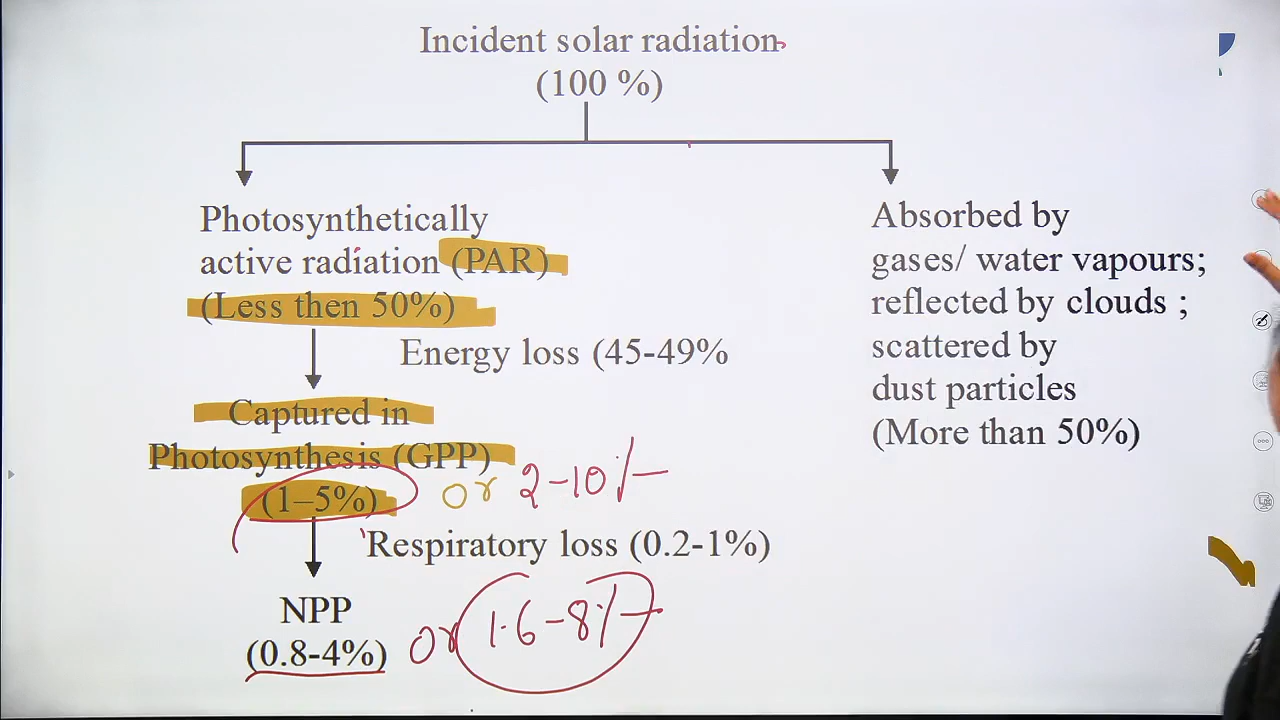 Incident solar radiation
(100 %)
Photosynthetically
active radiation (PAR)
(Less then 50%)
Energy loss (45-49%
Captured in
Photosynthesis (GPP)
(1–5%) or 2-10%
Respiratory loss (0.2-1%)
NPP
(0.8-4%) or 1.6-8%
Absorbed by
gases/ water vapours;
reflected by clouds ;
scattered by
dust particles
(More than 50%)